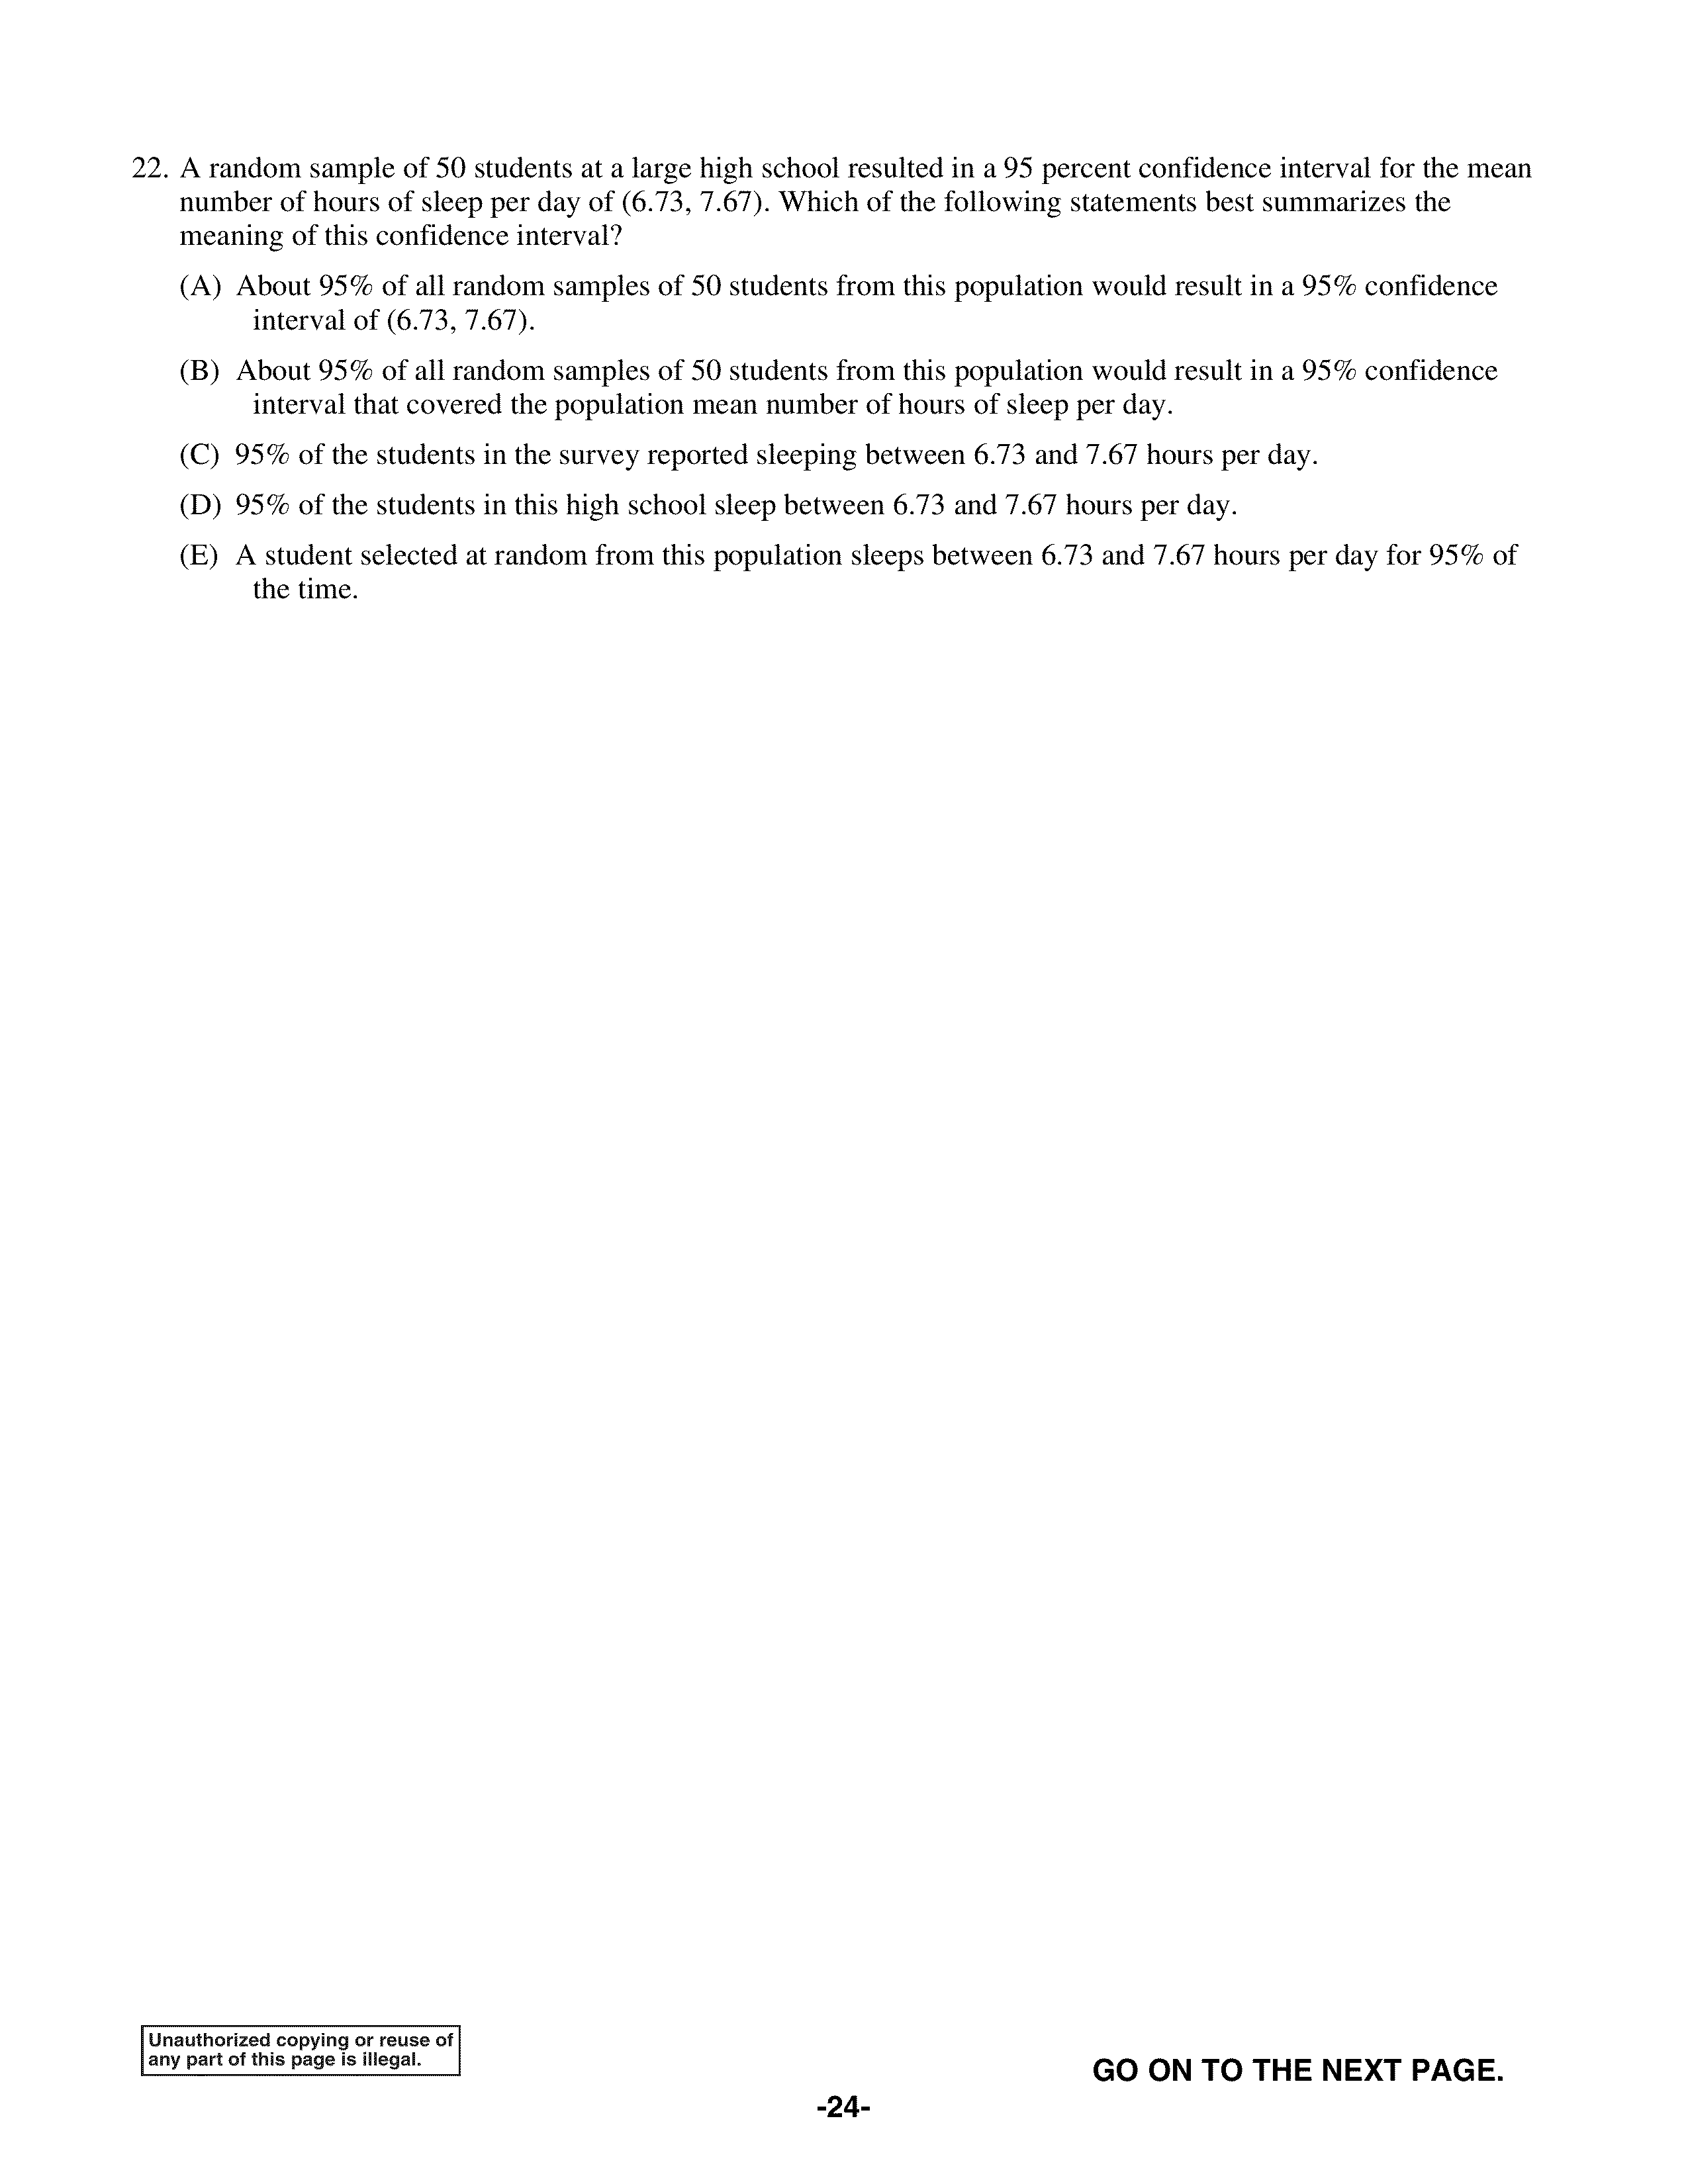 22. A random sample of 50 students at a large high school resulted in a 95 percent confidence interval for the mean
number of hours of sleep per day of (6.73, 7.67). Which of the following statements best summarizes the
meaning of this confidence interval?
(A) About 95% of all random samples of 50 students from this population would result in a 95% confidence
interval of (6.73, 7.67).
(B) About 95% of all random samples of 50 students from this population would result in a 95% confidence
interval that covered the population mean number of hours of sleep per day.
(C) 95% of the students in the survey reported sleeping between 6.73 and 7.67 hours per day.
(D) 95% of the students in this high school sleep between 6.73 and 7.67 hours per day.
(E) A student selected at random from this population sleeps between 6.73 and 7.67 hours per day for 95% of
the time.
Unauthorized copying or reuse of
any part of this page is illegal.
GO ON TO THE NEXT PAGE.
-24-